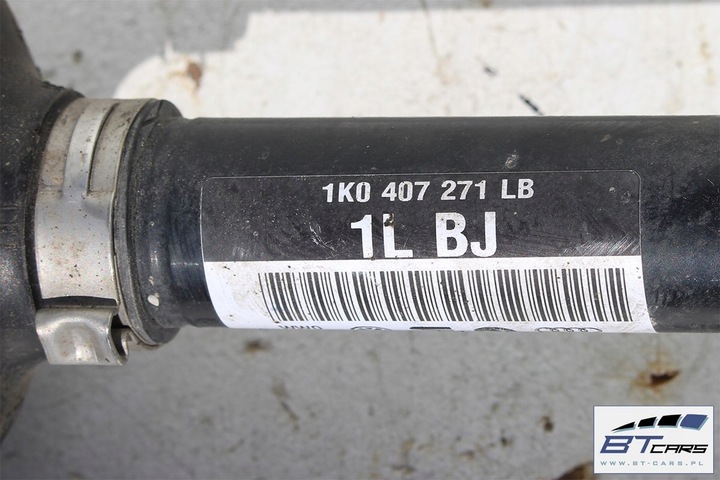 1K0 407 271 LB
1L BJ
BTCARS
WWW.BT-CARS.PL